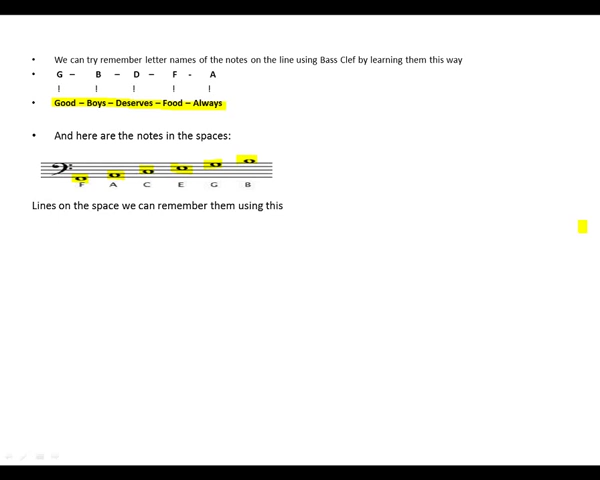 • We can try remember letter names of the notes on the line using Bass Clef by learning them this way
• G – B – D – F - A
! ! ! ! !
• Good – Boys – Deserves – Food – Always
• And here are the notes in the spaces:
F A C E G B
Lines on the space we can remember them using this